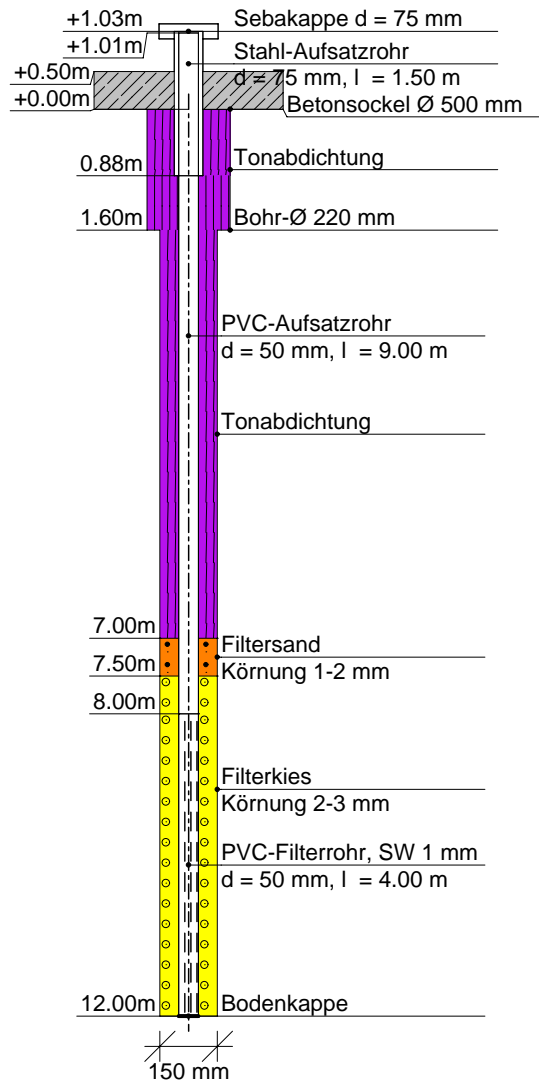 +1.03m
Sebakappe d = 75 mm
+1.01m
Stahl-Aufsatzrohr
+0.50m
d = 75 mm, l = 1.50 m
+0.00m
Betonsockel Ø 500 mm
0.88m
Tonabdichtung
1.60m
Bohr-Ø 220 mm
PVC-Aufsatzrohr
d = 50 mm, l = 9.00 m
Tonabdichtung
7.00m
Filtersand
7.50m
Körnung 1-2 mm
8.00m
Filterkies
Körnung 2-3 mm
PVC-Filterrohr, SW 1 mm
d = 50 mm, l = 4.00 m
12.00m
Bodenkappe
150 mm